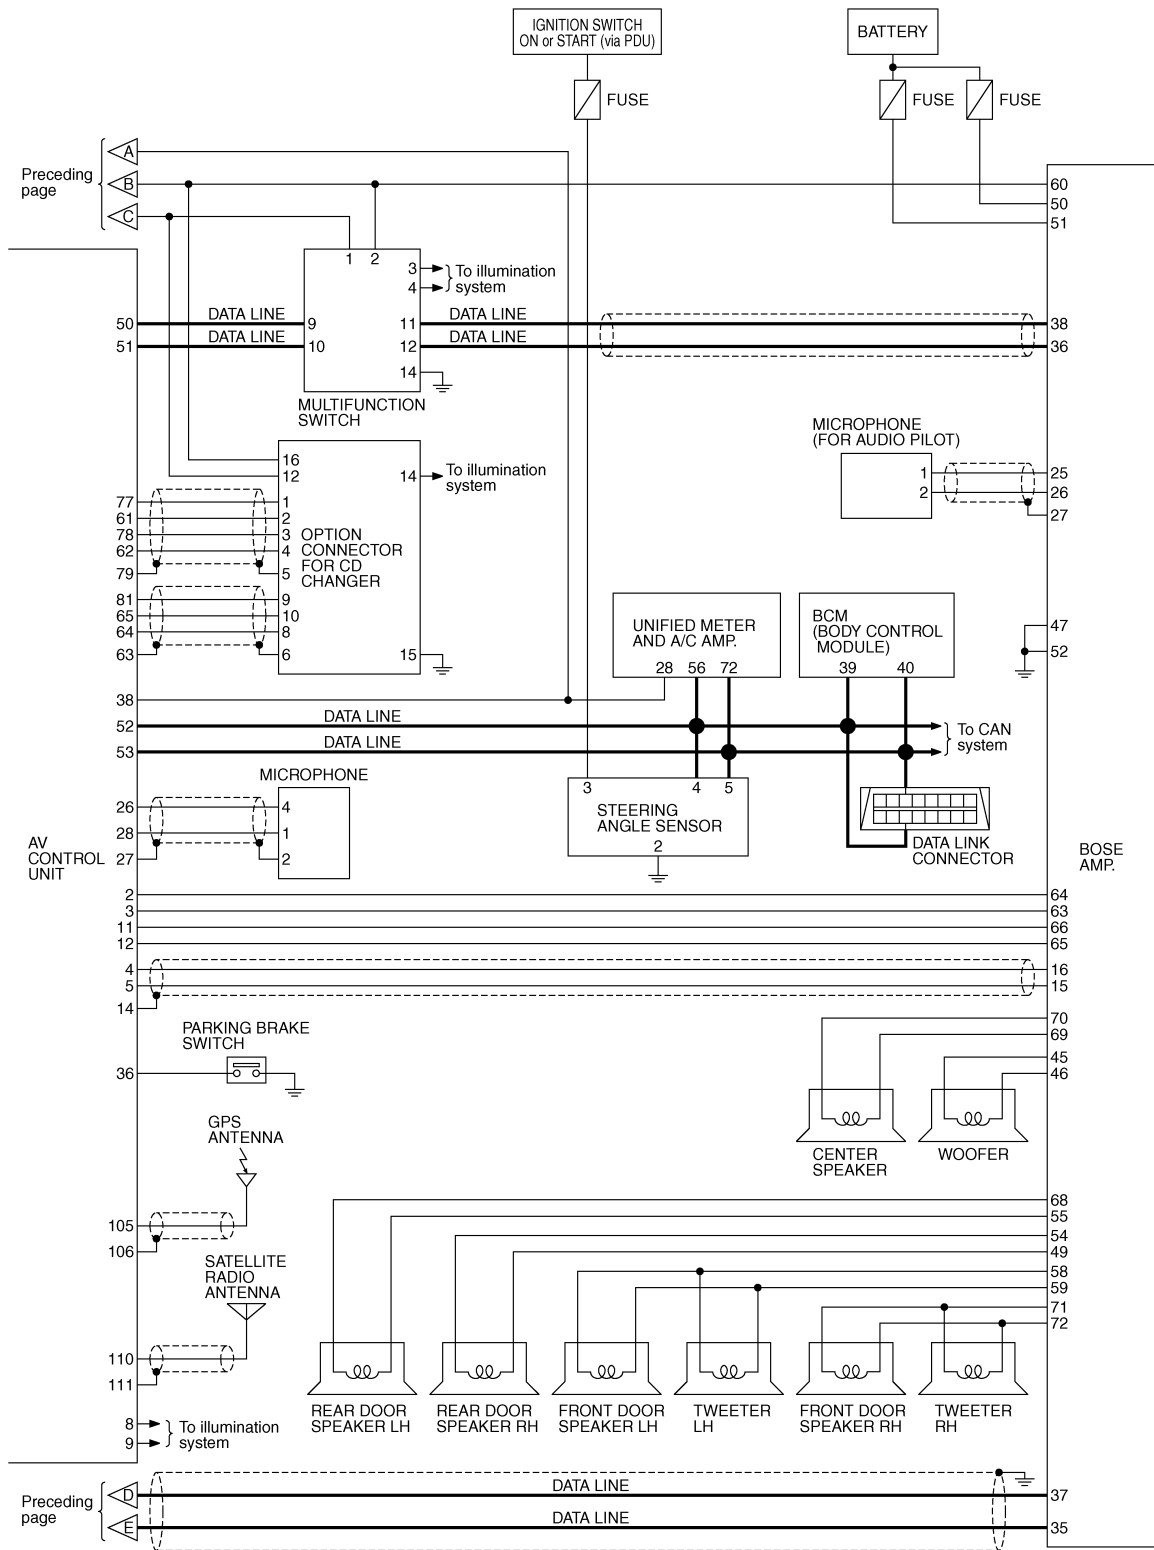 IGNITION SWITCH
ON or START (via PDU)
BATTERY
FUSE
FUSE
FUSE
Preceding
page
A
B
C
60
50
51
1 2
3
4
To illumination
system
50 DATA LINE 9
51 DATA LINE 10
11 DATA LINE 38
12 DATA LINE 36
14
MULTIFUNCTION
SWITCH
MICROPHONE
(FOR AUDIO PILOT)
1 25
2 26
27
16
12
14
To illumination
system
77 1
61 2
78 3
62 4
79 5
OPTION
CONNECTOR
FOR CD
CHANGER
81 9
65 10
64 8
63 6
15
UNIFIED METER
AND A/C AMP.
28 56 72
BCM
(BODY CONTROL
MODULE)
39 40
47
52
38
52 DATA LINE
53 DATA LINE
To CAN
system
MICROPHONE
26 4
28 1
27 2
3 4 5
STEERING
ANGLE SENSOR
2
DATA LINK
CONNECTOR
AV
CONTROL
UNIT
BOSE
AMP.
2 64
3 63
11 66
12 65
4 16
5 15
14
PARKING BRAKE
SWITCH
36
70
69
45
46
CENTER
SPEAKER
WOOFER
GPS
ANTENNA
105
106
SATELLITE
RADIO
ANTENNA
110
111
68
55
54
49
58
59
71
72
REAR DOOR
SPEAKER LH
REAR DOOR
SPEAKER RH
FRONT DOOR
SPEAKER LH
TWEETER
LH
FRONT DOOR
SPEAKER RH
TWEETER
RH
8
9
To illumination
system
Preceding
page
D DATA LINE 37
E DATA LINE 35